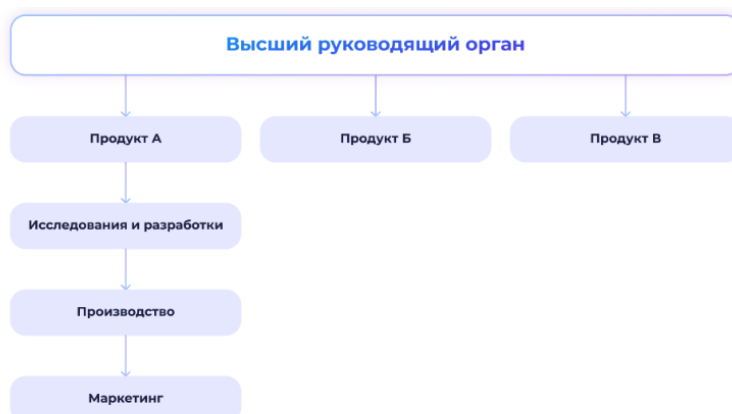 Высший руководящий орган
Продукт А
Продукт Б
Продукт В
Исследования и разработки
Производство
Маркетинг